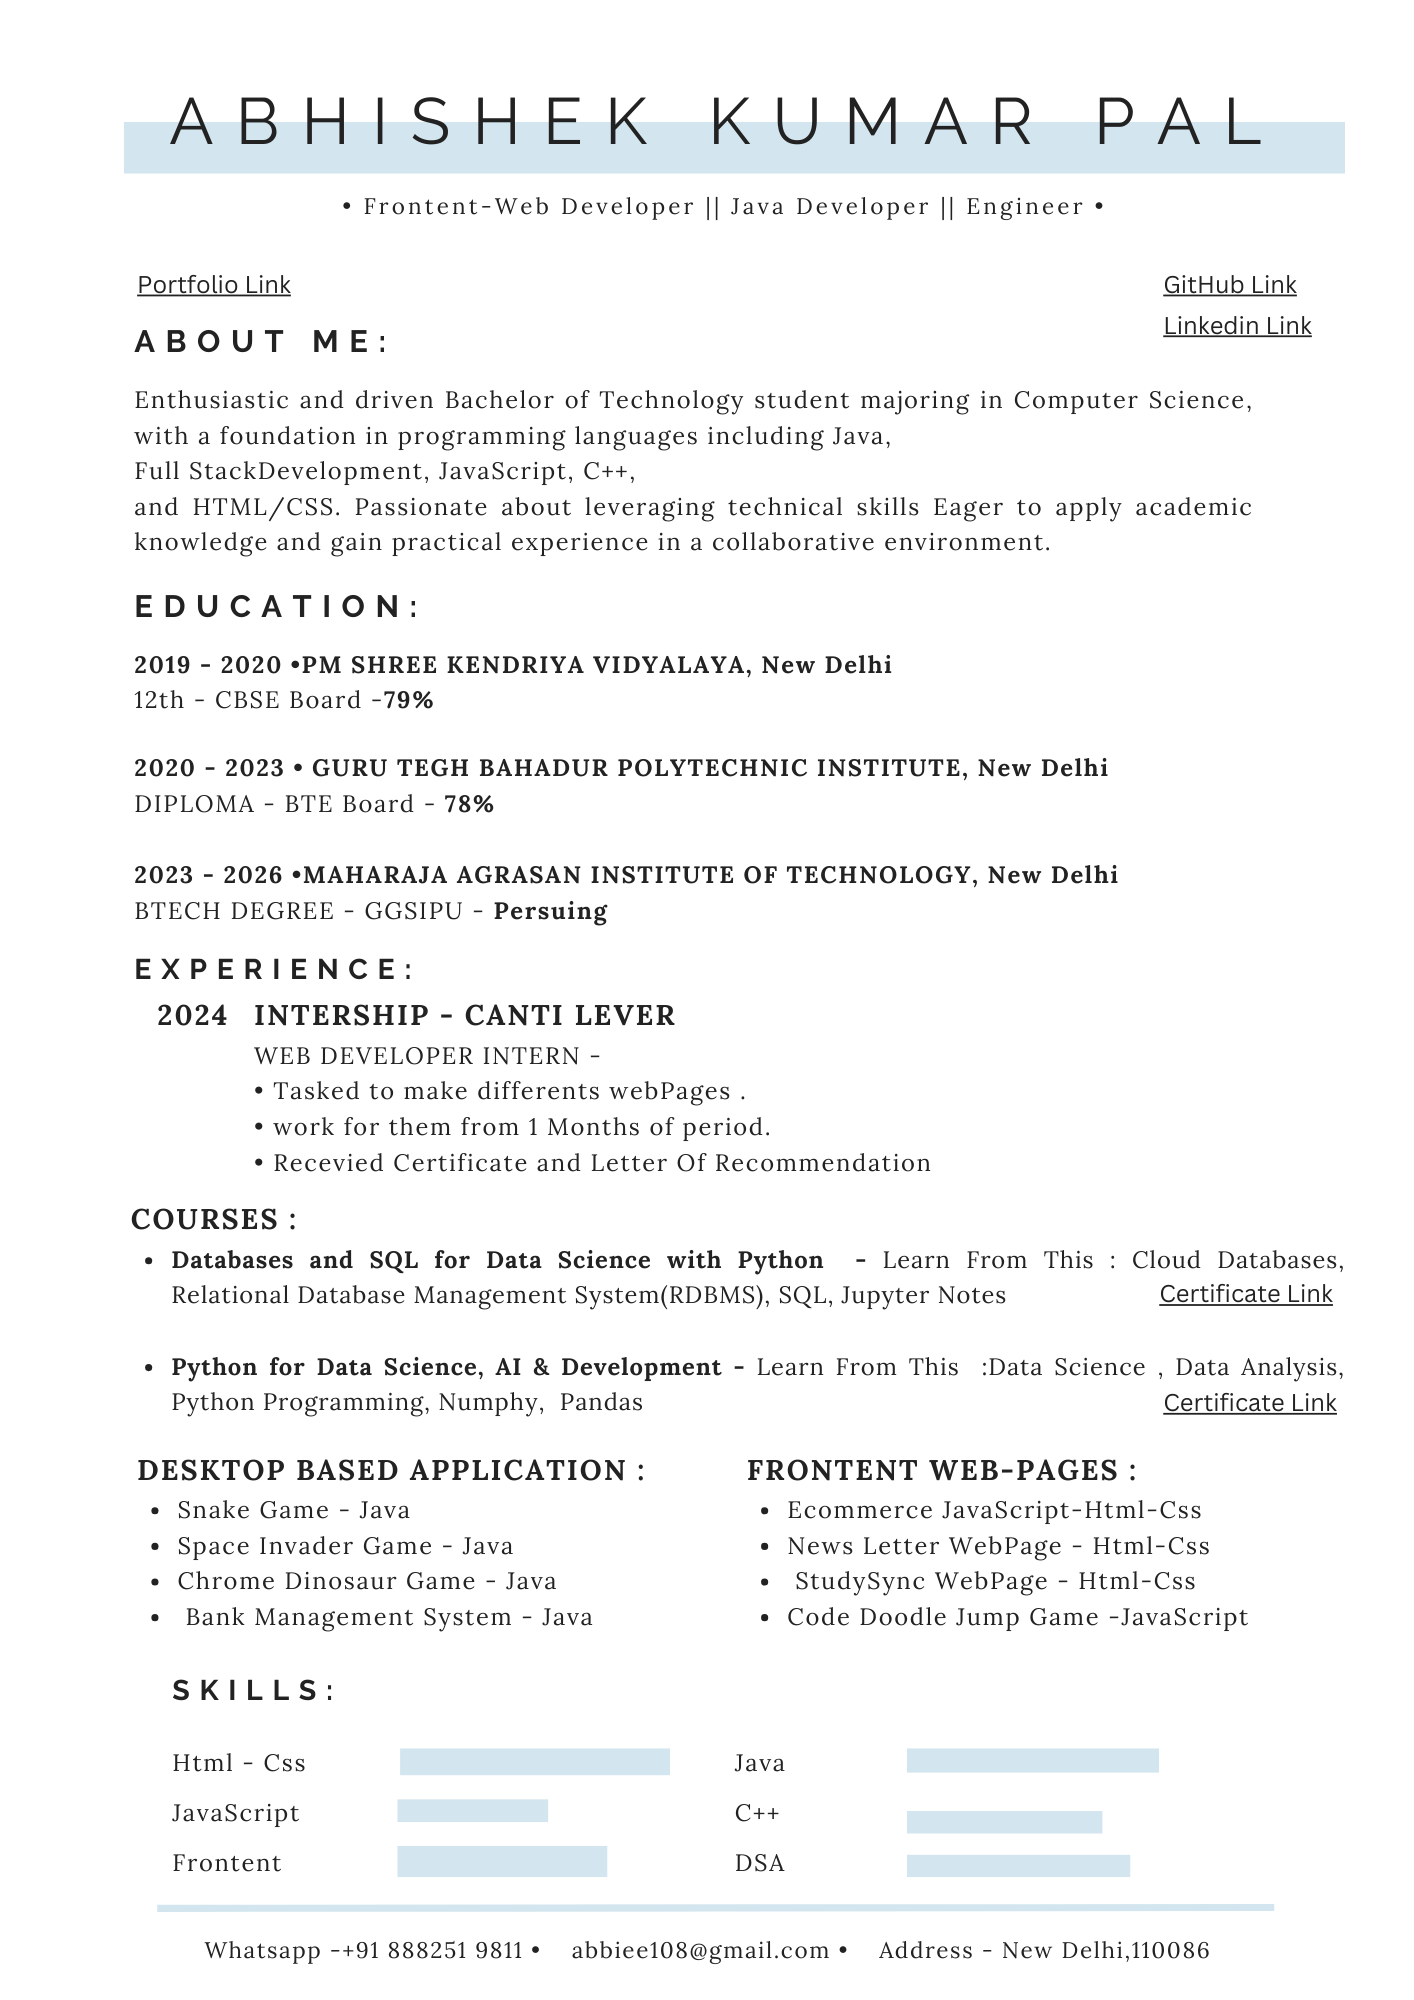 ABHISHEK KUMAR PAL
• Frontent-Web Developer || Java Developer || Engineer •
Portfolio Link
GitHub Link
Linkedin Link
ABOUT ME:
Enthusiastic and driven Bachelor of Technology student majoring in Computer Science,
with a foundation in programming languages including Java,
Full StackDevelopment, JavaScript, C++,
and HTML/CSS. Passionate about leveraging technical skills Eager to apply academic
knowledge and gain practical experience in a collaborative environment.
EDUCATION:
2019 - 2020 •PM SHREE KENDRIYA VIDYALAYA, New Delhi
12th - CBSE Board -79%
2020 - 2023 • GURU TEGH BAHADUR POLYTECHNIC INSTITUTE, New Delhi
DIPLOMA - BTE Board - 78%
2023 - 2026 •MAHARAJA AGRASAN INSTITUTE OF TECHNOLOGY, New Delhi
BTECH DEGREE - GGSIPU - Persuing
EXPERIENCE:
2024 INTERSHIP - CANTI LEVER
WEB DEVELOPER INTERN -
• Tasked to make differents webPages .
• work for them from 1 Months of period.
• Recevied Certificate and Letter Of Recommendation
COURSES :
• Databases and SQL for Data Science with Python - Learn From This : Cloud Databases,
Relational Database Management System(RDBMS), SQL, Jupyter Notes
Certificate Link
• Python for Data Science, AI & Development - Learn From This :Data Science , Data Analysis,
Python Programming, Numphy, Pandas
Certificate Link
DESKTOP BASED APPLICATION :
• Snake Game - Java
• Space Invader Game - Java
• Chrome Dinosaur Game - Java
• Bank Management System - Java
FRONTENT WEB-PAGES :
• Ecommerce JavaScript-Html-Css
• News Letter WebPage - Html-Css
• StudySync WebPage - Html-Css
• Code Doodle Jump Game -JavaScript
SKILLS:
Html - Css
JavaScript
Frontent
Java
C++
DSA
Whatsapp -+91 888251 9811 • abbiee108@gmail.com • Address - New Delhi,110086